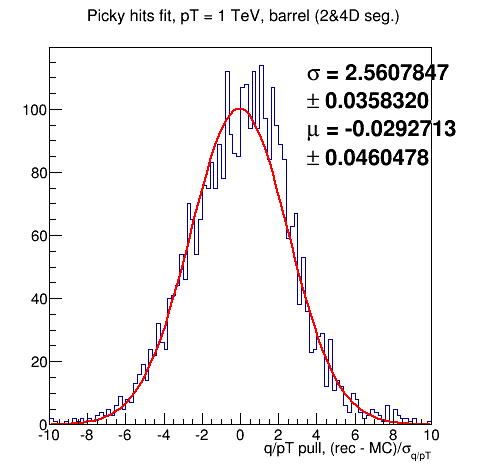 Picky hits fit, pT = 1 TeV, barrel (2&4D seg.)
σ = 2.5607847
± 0.0358320
μ = -0.0292713
± 0.0460478
100
80
60
40
20
0
-10 -8 -6 -4 -2 0 2 4 6 8 10
q/pT pull, (rec - MC)/σq/pT